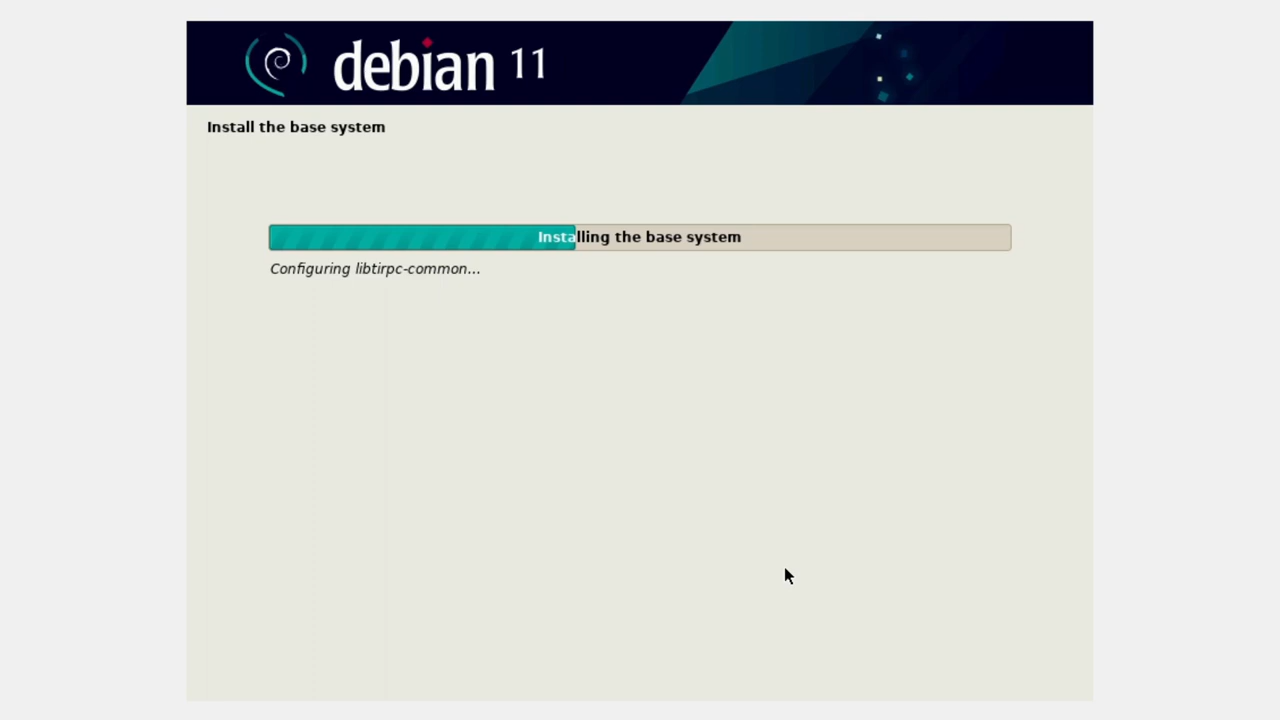 debian 11
Install the base system
Installing the base system
Configuring libtirpc-common...